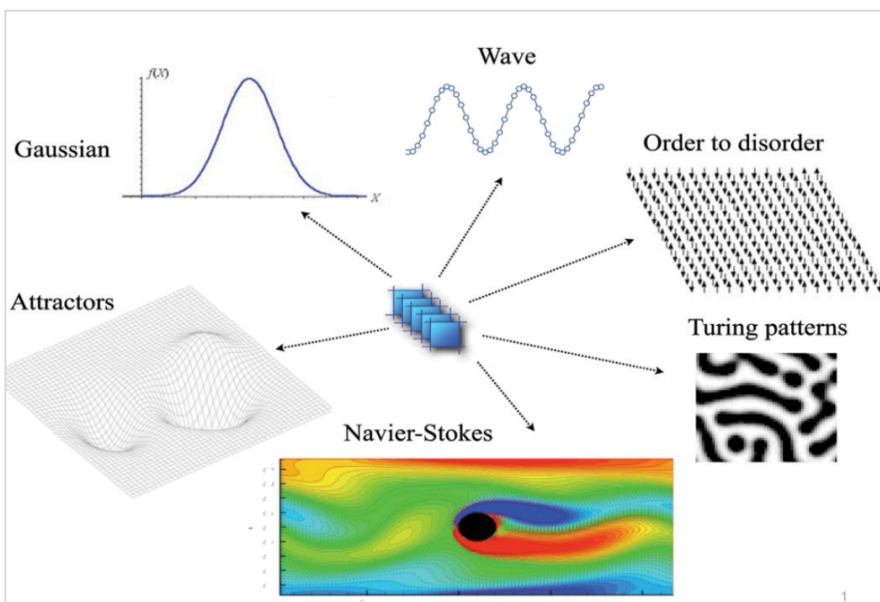 Wave
f(X)
Order to disorder
Gaussian
X
Attractors
Turing patterns
Navier-Stokes
1